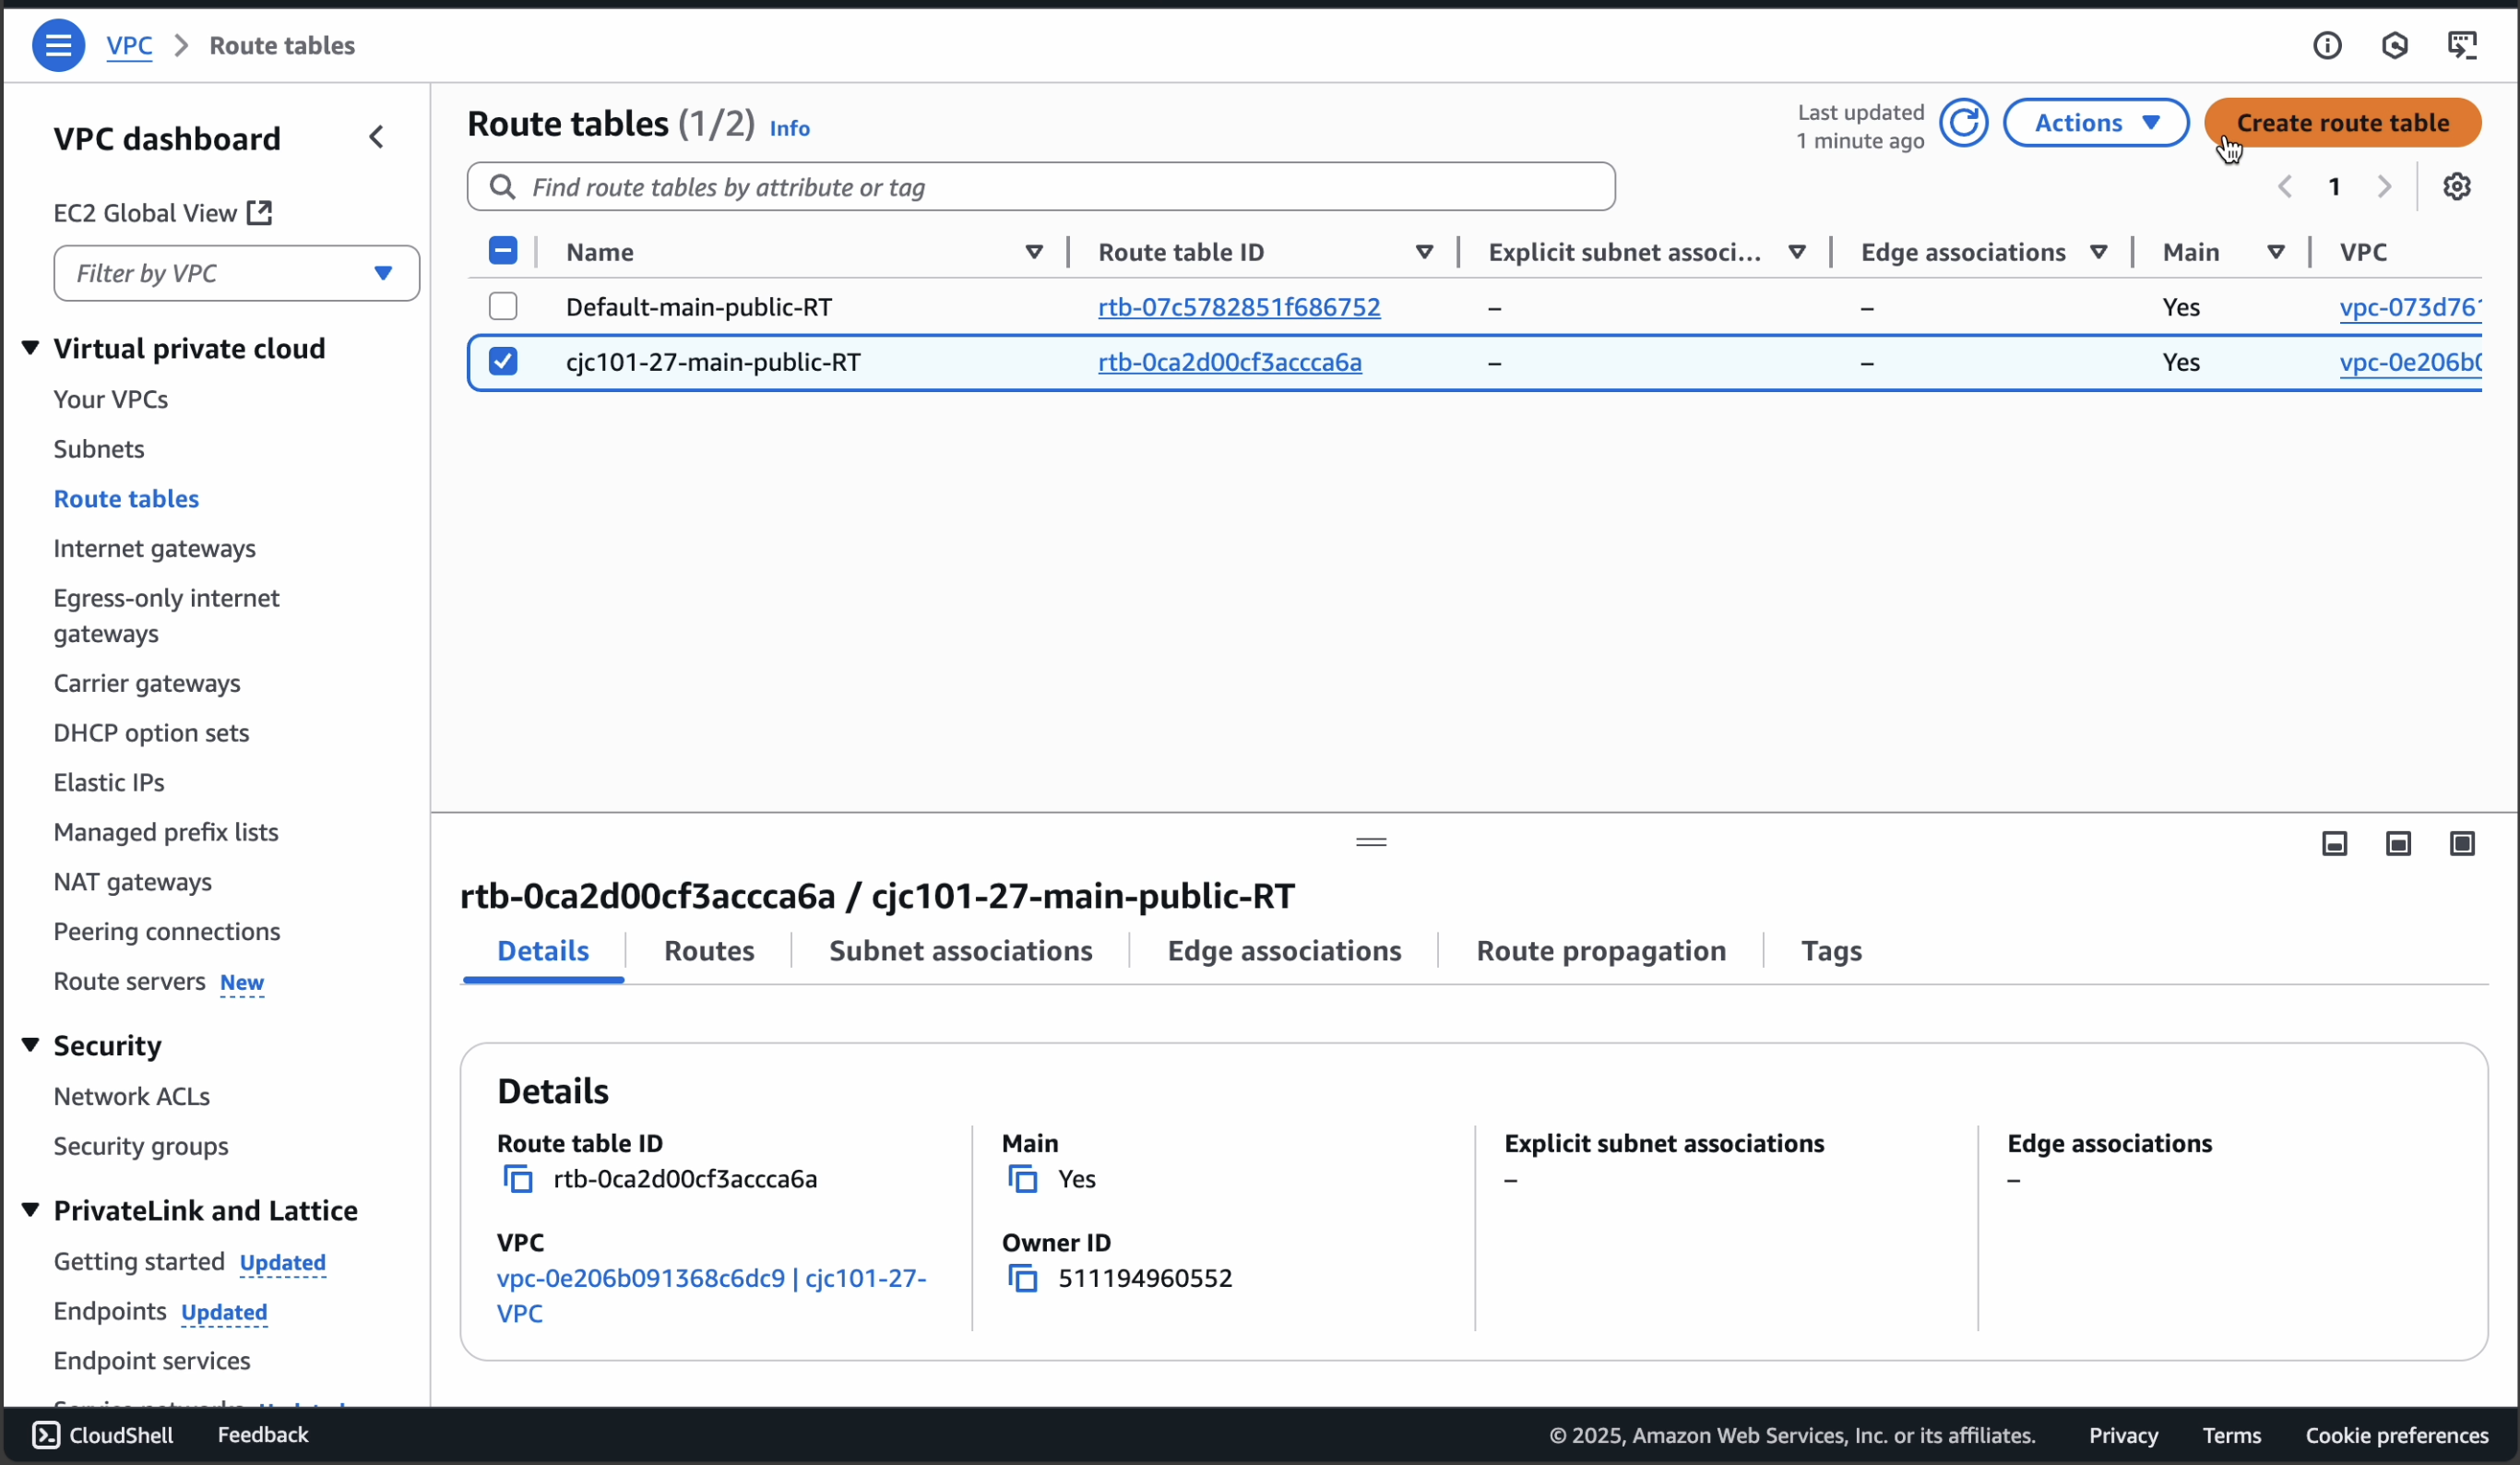 VPC > Route tables
VPC dashboard
EC2 Global View
Filter by VPC
Virtual private cloud
Your VPCs
Subnets
Route tables
Internet gateways
Egress-only internet
gateways
Carrier gateways
DHCP option sets
Elastic IPs
Managed prefix lists
NAT gateways
Peering connections
Route servers New
Security
Network ACLs
Security groups
PrivateLink and Lattice
Getting started Updated
Endpoints Updated
Endpoint services
Route tables (1/2) Info
Last updated
1 minute ago
Actions
Create route table
Find route tables by attribute or tag
1
Name Route table ID Explicit subnet associ... Edge associations Main VPC
Default-main-public-RT rtb-07c5782851f686752 – – Yes vpc-073d761
cjc101-27-main-public-RT rtb-0ca2d00cf3accca6a – – Yes vpc-0e206b0
rtb-0ca2d00cf3accca6a / cjc101-27-main-public-RT
Details Routes Subnet associations Edge associations Route propagation Tags
Details
Route table ID
rtb-0ca2d00cf3accca6a
Main
Yes
Explicit subnet associations
–
Edge associations
–
VPC
vpc-0e206b091368c6dc9 | cjc101-27-
VPC
Owner ID
511194960552
CloudShell Feedback © 2025, Amazon Web Services, Inc. or its affiliates. Privacy Terms Cookie preferences